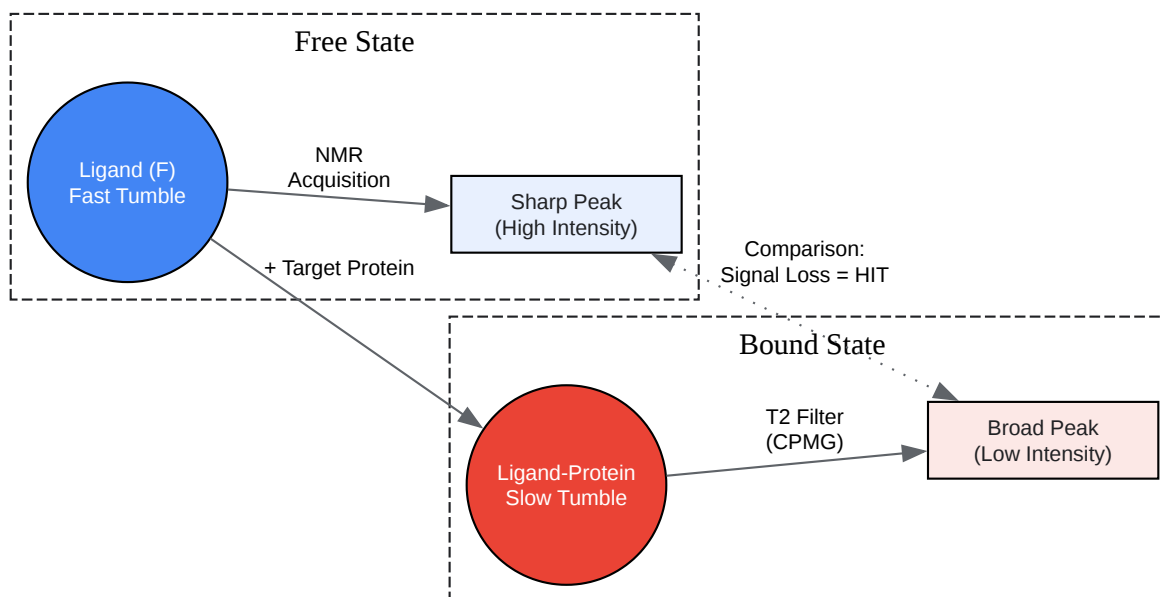 Free State
Ligand (F)
Fast Tumble
NMR
Acquisition
Sharp Peak
(High Intensity)
+ Target Protein
Comparison:
Signal Loss = HIT
Bound State
Ligand-Protein
Slow Tumble
T2 Filter
(CPMG)
Broad Peak
(Low Intensity)